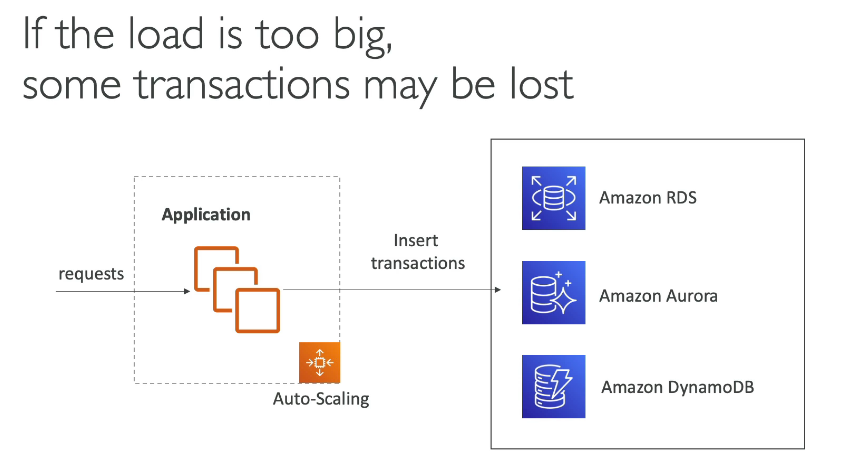 If the load is too big,
some transactions may be lost
Application
requests
Auto-Scaling
Insert
transactions
Amazon RDS
Amazon Aurora
Amazon DynamoDB